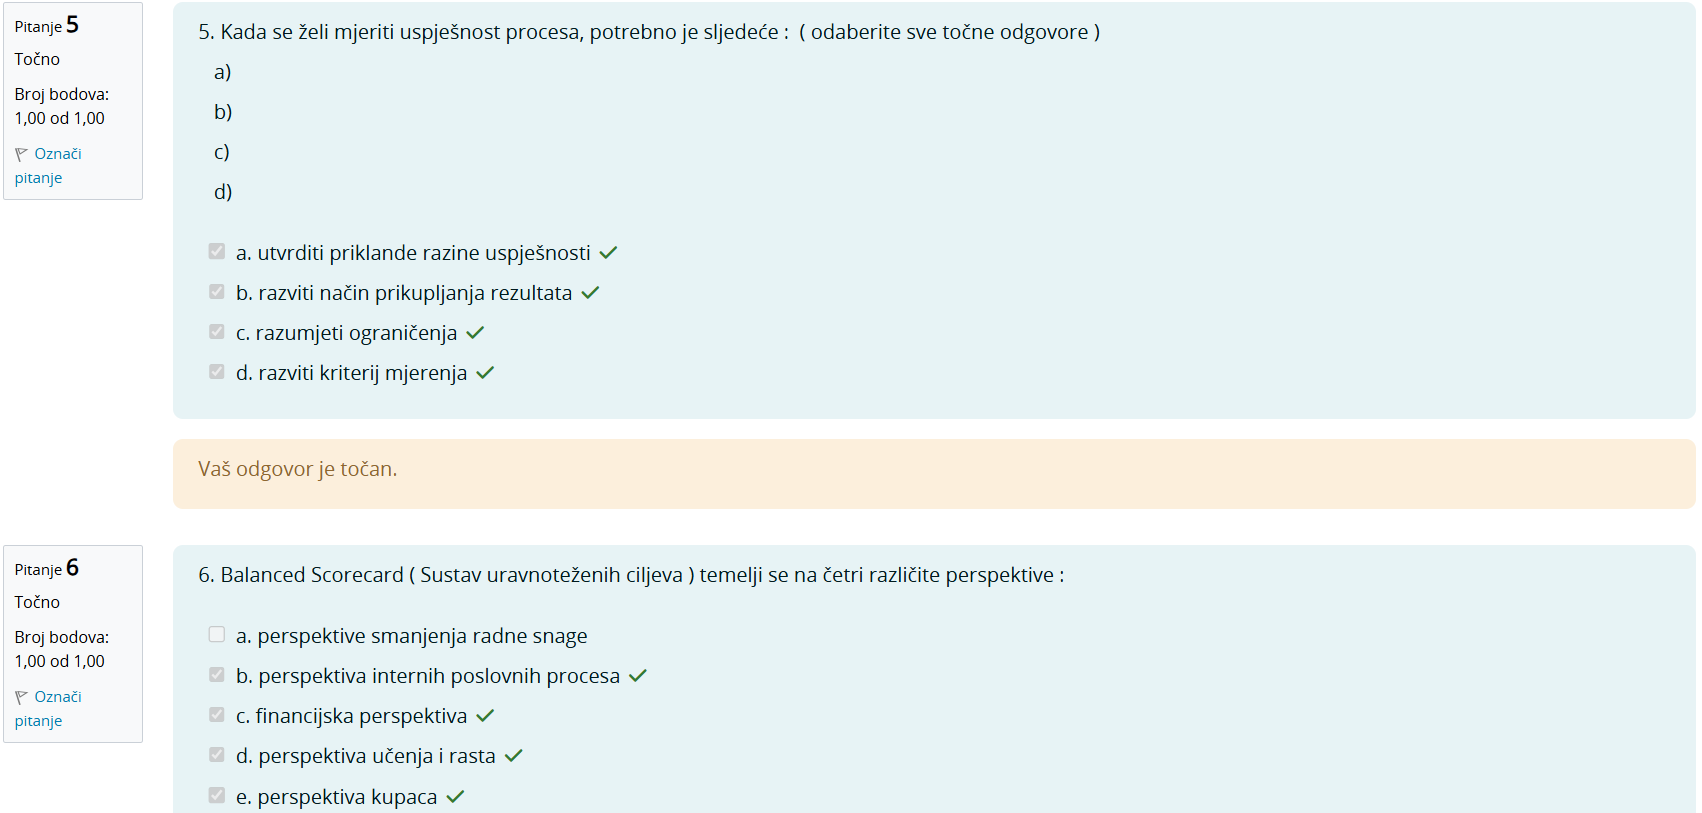 Pitanje 5
Točno
Broj bodova:
1,00 od 1,00
Označi
pitanje
5. Kada se želi mjeriti uspješnost procesa, potrebno je sljedeće : ( odaberite sve točne odgovore )
a)
b)
c)
d)
a. utvrditi priklande razine uspješnosti
b. razviti način prikupljanja rezultata
c. razumjeti ograničenja
d. razviti kriterij mjerenja
Vaš odgovor je točan.
Pitanje 6
Točno
Broj bodova:
1,00 od 1,00
Označi
pitanje
6. Balanced Scorecard ( Sustav uravnoteženih ciljeva ) temelji se na četri različite perspektive :
a. perspektive smanjenja radne snage
b. perspektiva internih poslovnih procesa
c. financijska perspektiva
d. perspektiva učenja i rasta
e. perspektiva kupaca